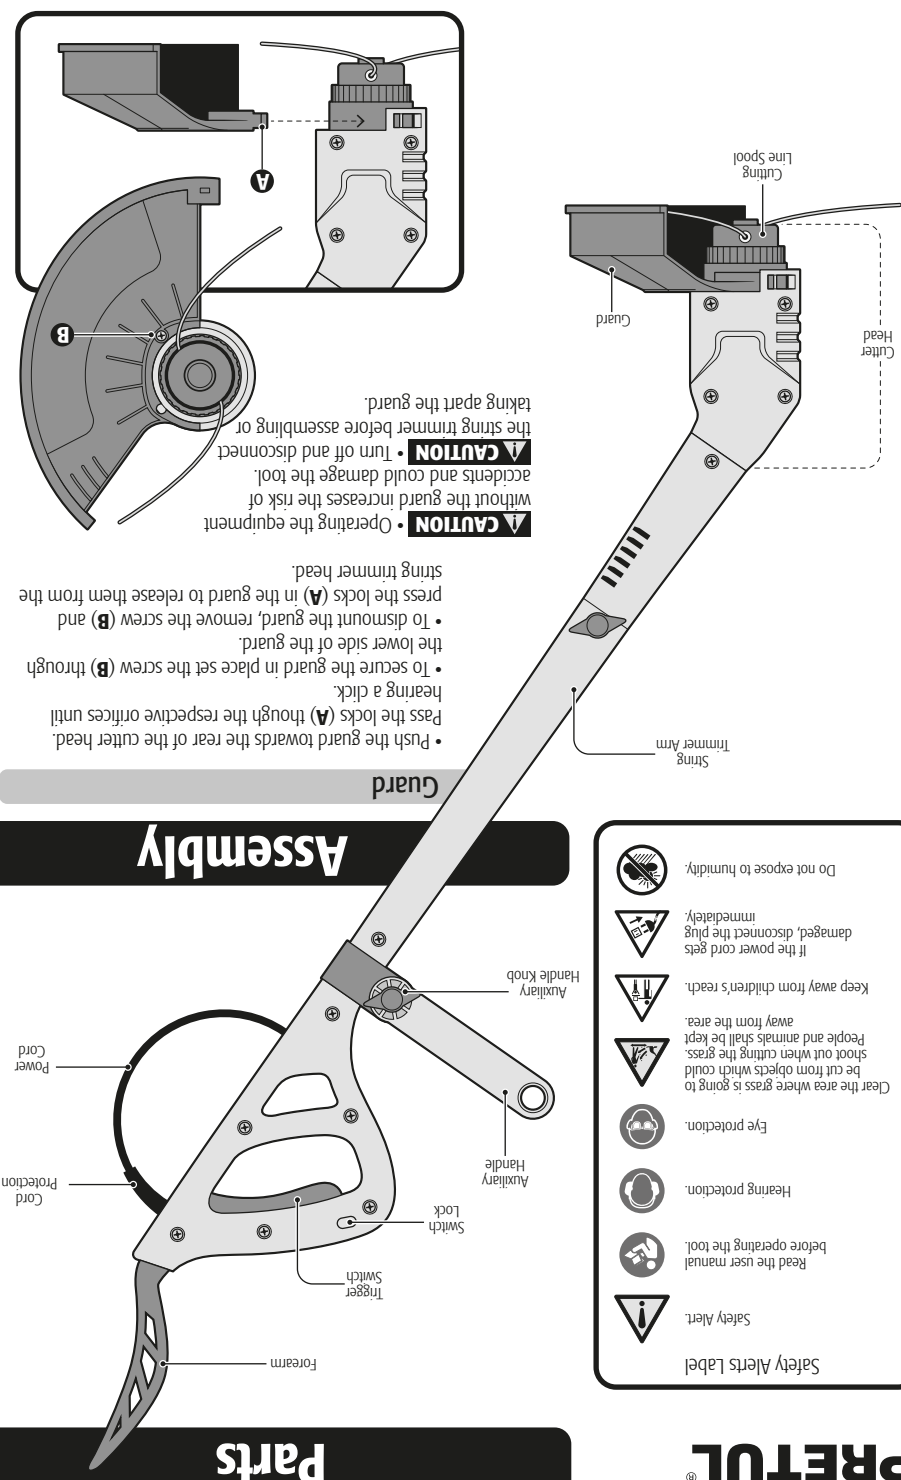 PRETUL®
Parts
Safety Alerts Label
Safety Alert.
Read the user manual
before operating the tool.
Hearing protection.
Eye protection.
Clear the area where grass is going to
be cut from objects which could
shoot out when cutting the grass.
People and animals shall be kept
away from the area.
Keep away from children's reach.
If the power cord gets
damaged, disconnect the plug
immediately.
Do not expose to humidity.
Forearm
Trigger
Switch
Switch
Lock
Cord
Protection
Auxiliary
Handle
Power
Cord
Auxiliary
Handle Knob
String
Trimmer Arm
Cutter
Head
Guard
Cutting
Line Spool
Assembly
Guard
• Push the guard towards the rear of the cutter head.
Pass the locks (A) though the respective orifices until
hearing a click.
• To secure the guard in place set the screw (B) through
the lower side of the guard.
• To dismount the guard, remove the screw (B) and
press the locks (A) in the guard to release them from the
string trimmer head.
CAUTION • Operating the equipment
without the guard increases the risk of
accidents and could damage the tool.
CAUTION • Turn off and disconnect
the string trimmer before assembling or
taking apart the guard.
B
A